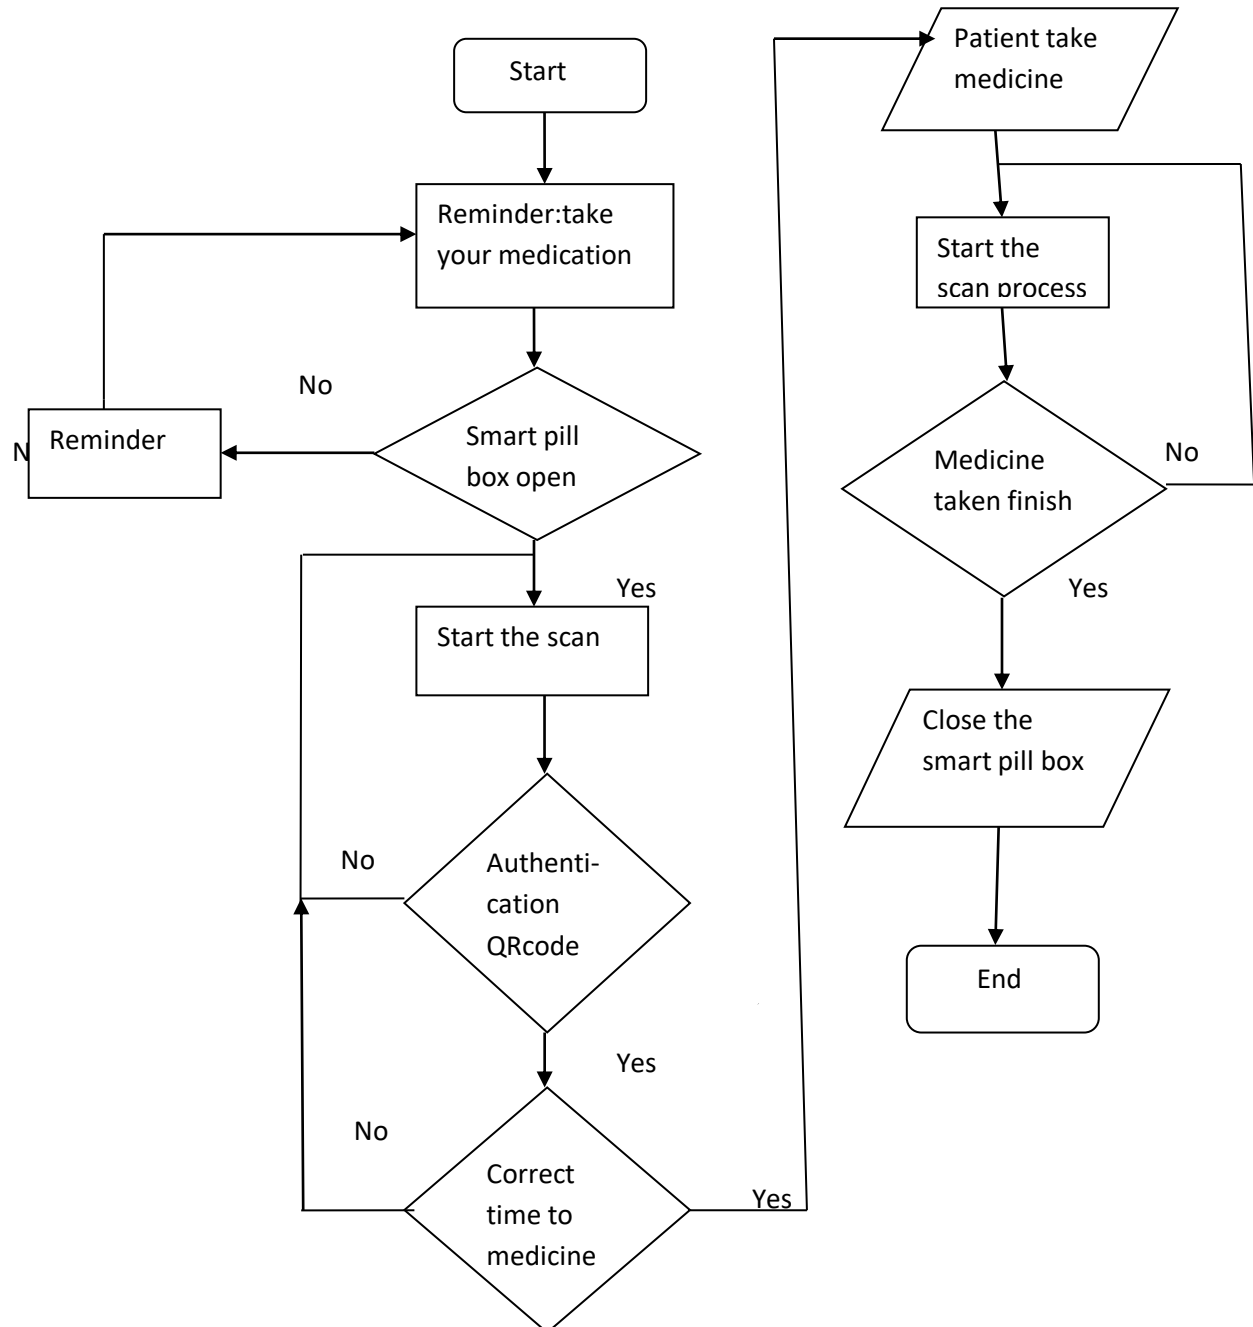 Start
Reminder:take
your medication
No
Reminder
N
Smart pill
box open
Yes
Start the scan
No
Authenti-
cation
QRcode
Yes
No
Correct
time to
medicine
Yes
Patient take
medicine
Start the
scan process
Medicine
taken finish
No
Yes
Close the
smart pill box
End